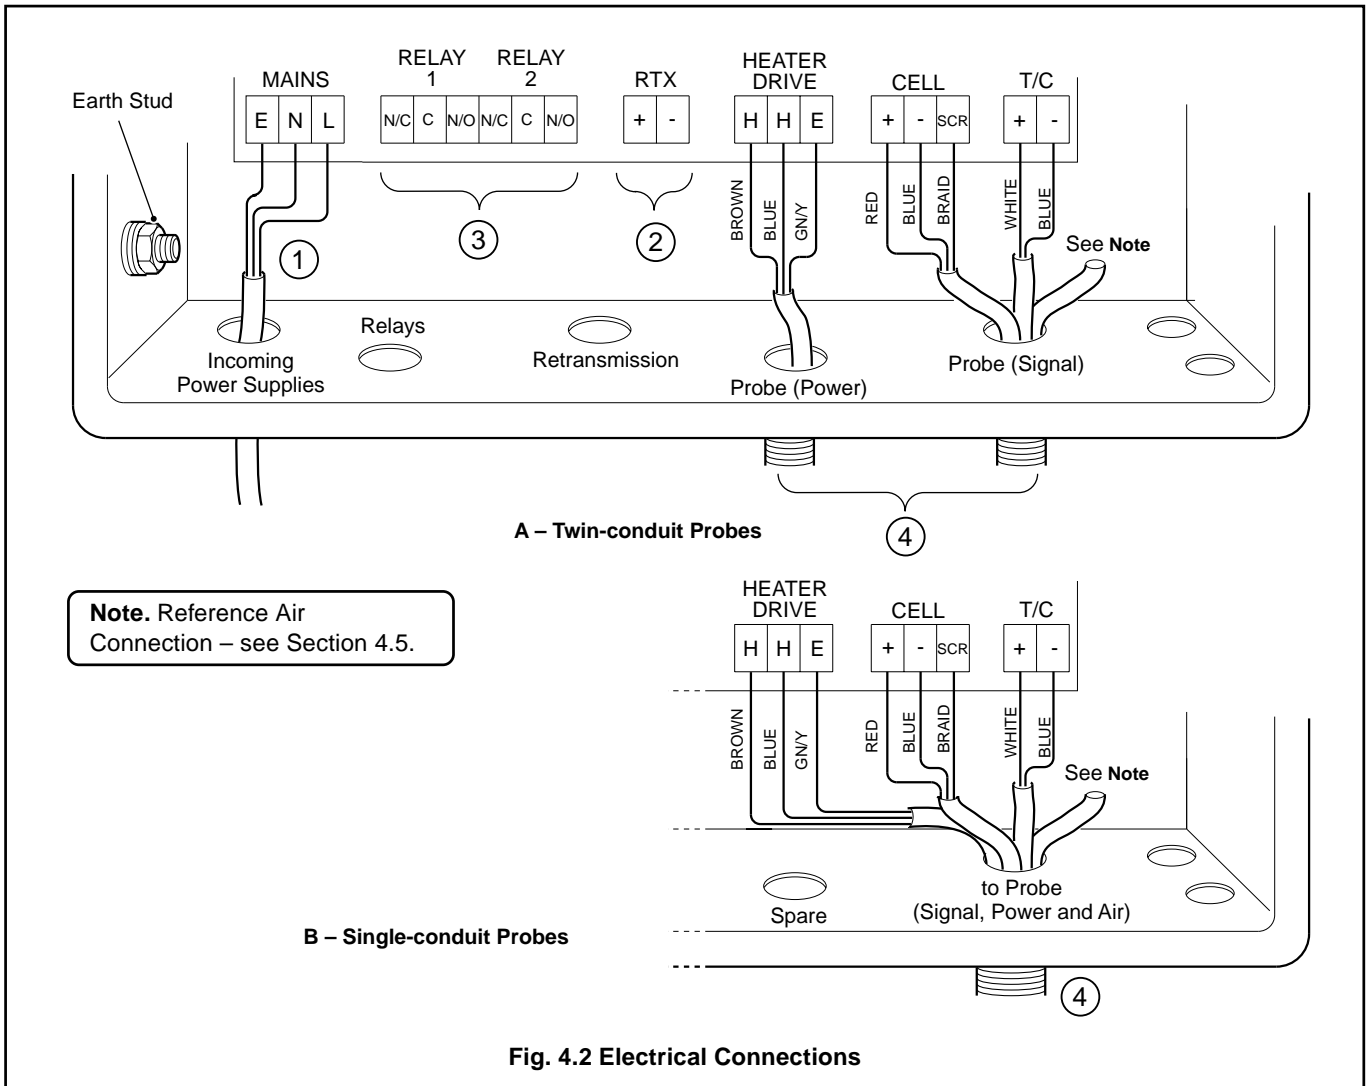 Earth Stud
MAINS
E N L
RELAY 1
RELAY 2
N/C C N/O N/C C N/O
RTX
+ -
HEATER
DRIVE
H H E
CELL
+ - SCR
T/C
+ -
BROWN
BLUE
GN/Y
RED
BLUE
BRAID
WHITE
BLUE
See Note
1
3
2
Incoming
Power Supplies
Relays
Retransmission
Probe (Power)
Probe (Signal)
A – Twin-conduit Probes
4
Note. Reference Air
Connection – see Section 4.5.
HEATER
DRIVE
H H E
CELL
+ - SCR
T/C
+ -
BROWN
BLUE
GN/Y
RED
BLUE
BRAID
WHITE
BLUE
See Note
Spare
to Probe
(Signal, Power and Air)
B – Single-conduit Probes
4
Fig. 4.2 Electrical Connections